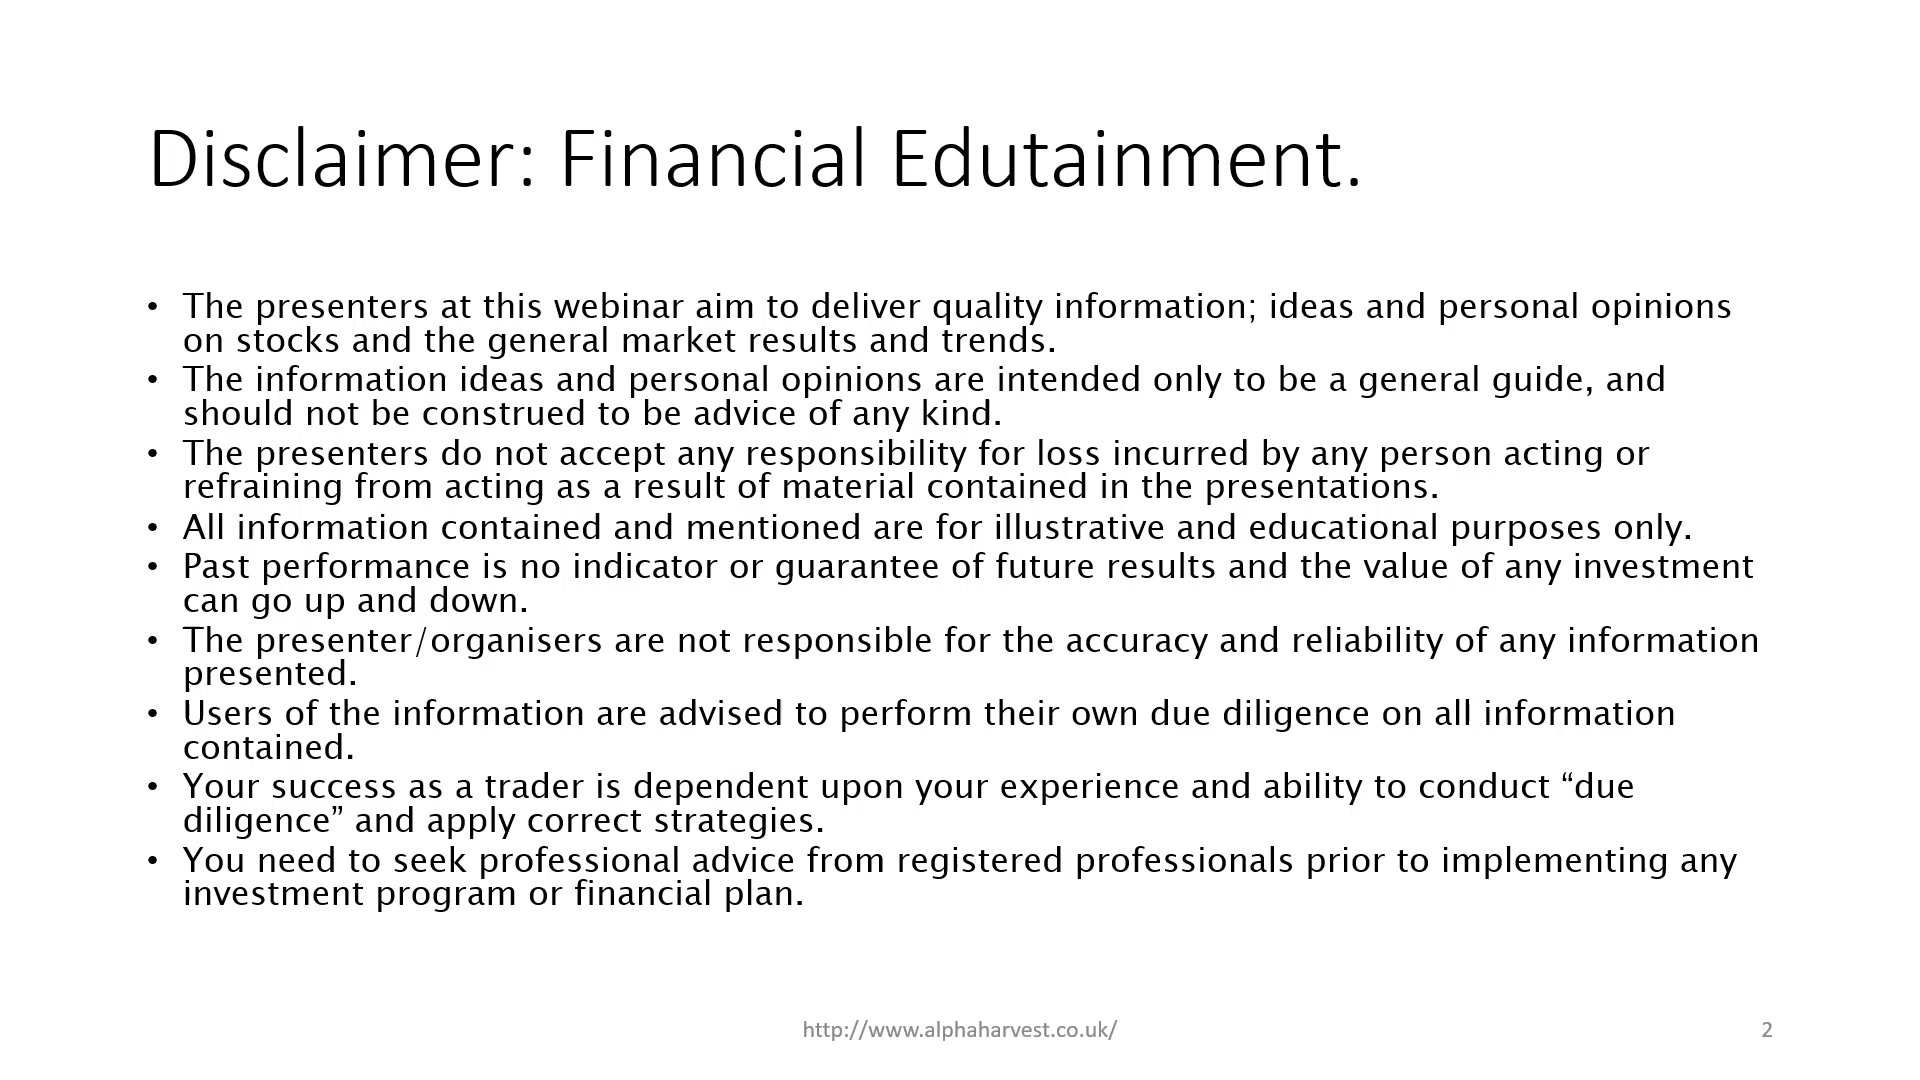 Disclaimer: Financial Edutainment.
• The presenters at this webinar aim to deliver quality information; ideas and personal opinions
on stocks and the general market results and trends.
• The information ideas and personal opinions are intended only to be a general guide, and
should not be construed to be advice of any kind.
• The presenters do not accept any responsibility for loss incurred by any person acting or
refraining from acting as a result of material contained in the presentations.
• All information contained and mentioned are for illustrative and educational purposes only.
• Past performance is no indicator or guarantee of future results and the value of any investment
can go up and down.
• The presenter/organisers are not responsible for the accuracy and reliability of any information
presented.
• Users of the information are advised to perform their own due diligence on all information
contained.
• Your success as a trader is dependent upon your experience and ability to conduct “due
diligence” and apply correct strategies.
• You need to seek professional advice from registered professionals prior to implementing any
investment program or financial plan.
http://www.alphaharvest.co.uk/
2